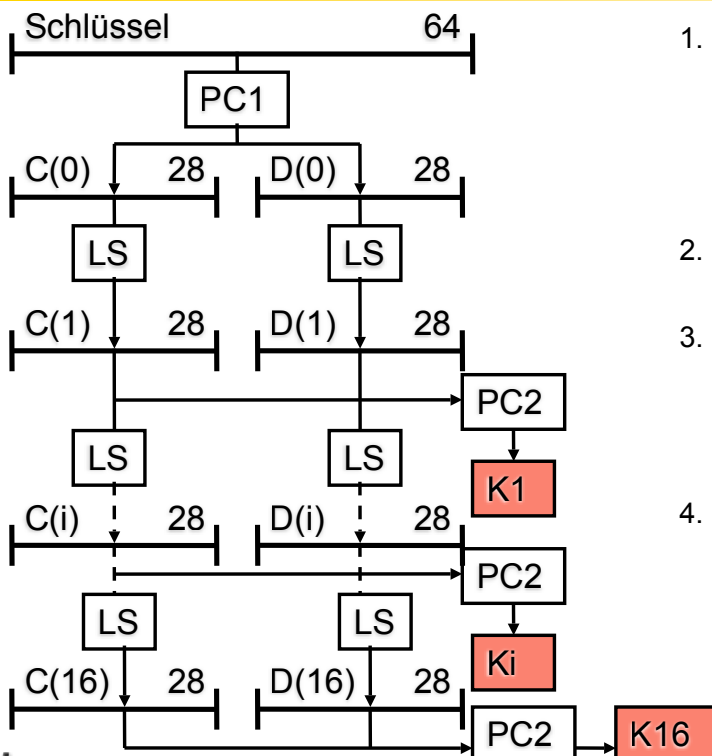 Schlüssel 64
1.
PC1
C(0) 28 D(0) 28
LS LS
2.
C(1) 28 D(1) 28
3.
PC2
LS LS
K1
C(i) 28 D(i) 28
4.
PC2
LS LS
Ki
C(16) 28 D(16) 28
PC2 K16